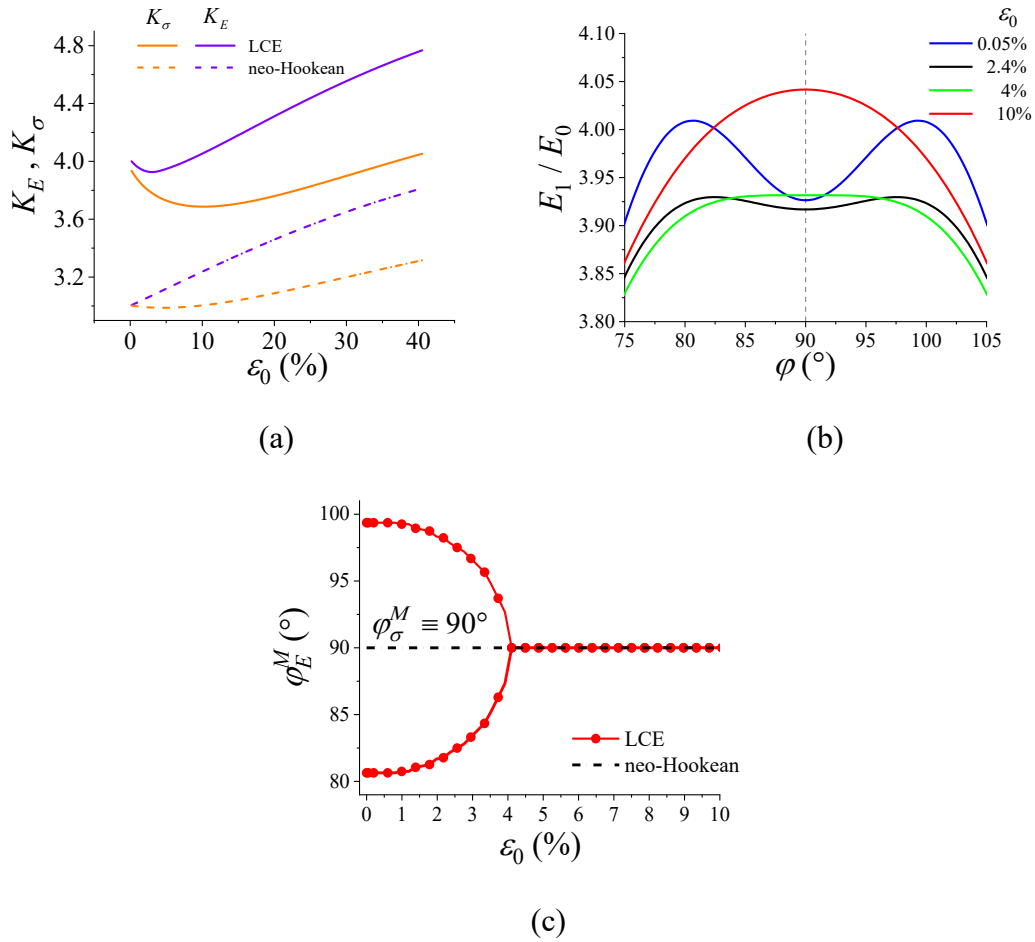 K_σ K_E
LCE
neo-Hookean
4.8
4.4
4.0
3.6
3.2
K_E , K_σ
0 10 20 30 40
ε_0 (%)
(a)
ε_0
0.05%
2.4%
4%
10%
4.10
4.05
4.00
3.95
3.90
3.85
3.80
E_1 / E_0
75 80 85 90 95 100 105
φ (°)
(b)
100
95
90
85
80
φ_E^M (°)
φ_σ^M ≡ 90°
LCE
neo-Hookean
0 1 2 3 4 5 6 7 8 9 10
ε_0 (%)
(c)